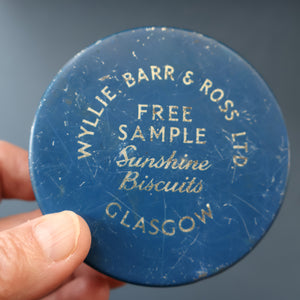 WYLLIE, BARR & ROSS LTD.
FREE
SAMPLE
Sunshine
Biscuits
GLASGOW